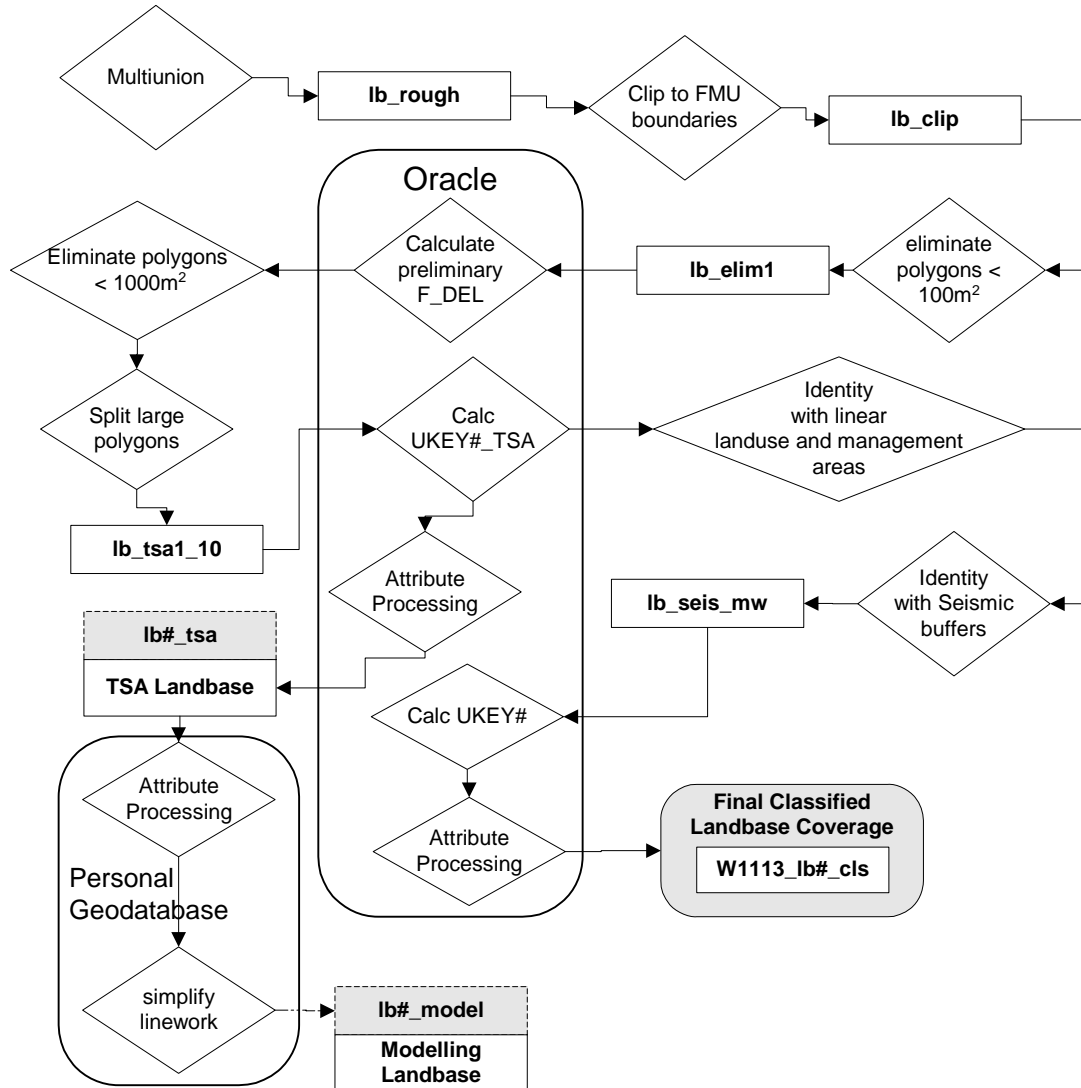 Multiunion
lb_rough
Clip to FMU
boundaries
lb_clip
Oracle
Eliminate polygons
< 1000m²
Calculate
preliminary
F_DEL
lb_elim1
eliminate
polygons <
100m²
Split large
polygons
Calc
UKEY#_TSA
Identity
with linear
landuse and management
areas
lb_tsa1_10
Attribute
Processing
lb_seis_mw
Identity
with Seismic
buffers
lb#_tsa
TSA Landbase
Calc UKEY#
Attribute
Processing
Attribute
Processing
Final Classified
Landbase Coverage
W1113_lb#_cls
Personal
Geodatabase
simplify
linework
lb#_model
Modelling
Landbase